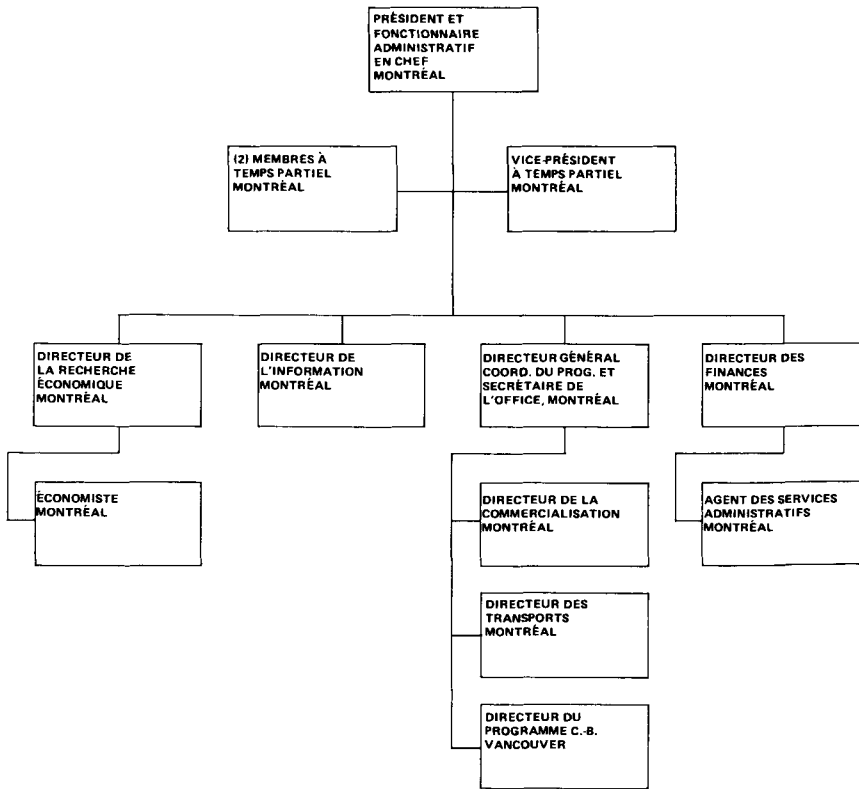 PRÉSIDENT ET
FONCTIONNAIRE
ADMINISTRATIF
EN CHEF
MONTRÉAL
(2) MEMBRES À
TEMPS PARTIEL
MONTRÉAL
VICE-PRÉSIDENT
À TEMPS PARTIEL
MONTRÉAL
DIRECTEUR DE
LA RECHERCHE
ÉCONOMIQUE
MONTRÉAL
DIRECTEUR DE
L'INFORMATION
MONTRÉAL
DIRECTEUR GÉNÉRAL
COORD. DU PROG. ET
SECRÉTAIRE DE
L'OFFICE, MONTRÉAL
DIRECTEUR DES
FINANCES
MONTRÉAL
ÉCONOMISTE
MONTRÉAL
DIRECTEUR DE LA
COMMERCIALISATION
MONTRÉAL
AGENT DES SERVICES
ADMINISTRATIFS
MONTRÉAL
DIRECTEUR DES
TRANSPORTS
MONTRÉAL
DIRECTEUR DU
PROGRAMME C.-B.
VANCOUVER